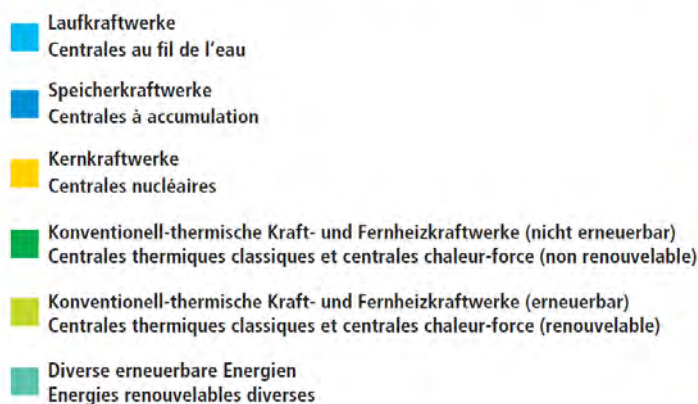 Laufkraftwerke
Centrales au fil de l'eau
Speicherkraftwerke
Centrales à accumulation
Kernkraftwerke
Centrales nucléaires
Konventionell-thermische Kraft- und Fernheizkraftwerke (nicht erneuerbar)
Centrales thermiques classiques et centrales chaleur-force (non renouvelable)
Konventionell-thermische Kraft- und Fernheizkraftwerke (erneuerbar)
Centrales thermiques classiques et centrales chaleur-force (renouvelable)
Diverse erneuerbare Energien
Energies renouvelables diverses